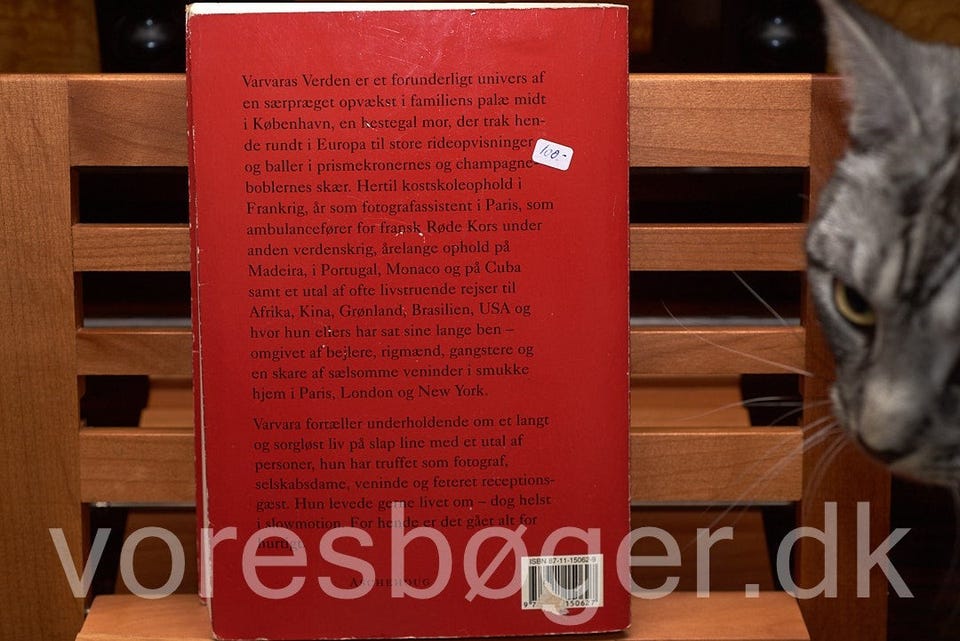 Varvaras Verden er et forunderligt univers af
en særpræget opvækst i familiens palæ midt
i København, en hestegal mor, der trak hen-
de rundt i Europa til store rideopvisninger
og baller i prismekronernes og champagne-
boblernes skær. Hertil kostskoleophold i
Frankrig, år som fotografassistent i Paris, som
ambulancefører for fransk Røde Kors under
anden verdenskrig, årelange ophold på
Madeira, i Portugal, Monaco og på Cuba
samt et utal af ofte livstruende rejser til
Afrika, Kina, Grønland, Brasilien, USA og
hvor hun ellers har sat sine lange ben –
omgivet af bejlere, rigmænd, gangstere og
en skare af sælsomme veninder i smukke
hjem i Paris, London og New York.
Varvara fortæller underholdende om et langt
og sorgløst liv på slap line med et utal af
personer, hun har truffet som fotograf,
selskabsdame, veninde og feteret receptions-
gæst. Hun levede gerne livet om – dog helst
i slowmotion. For hende er det gået alt for
hurtigt.
ASCHEHOUG
100,-
ISBN 87-11-15062-9
9 7 150627
voresbøger.dk